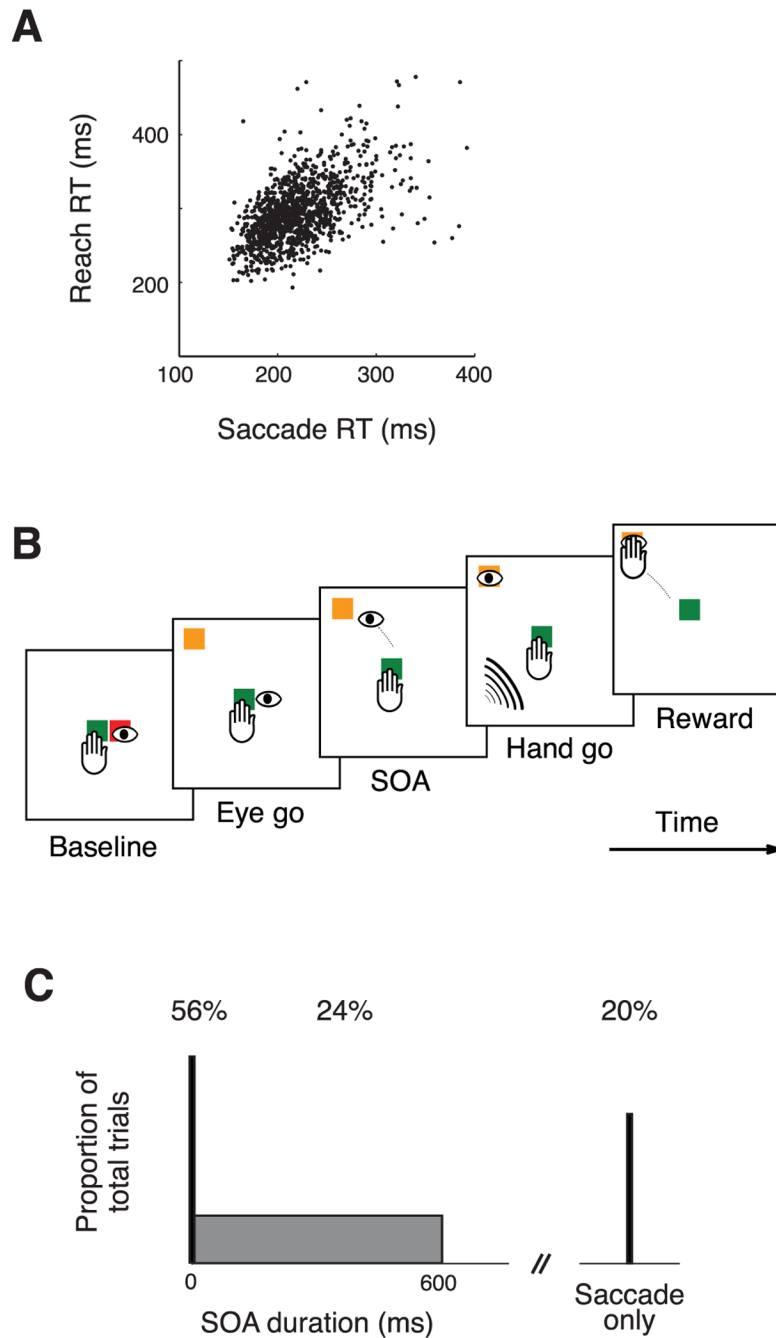 A
Reach RT (ms)
400
200
100
200
300
400
Saccade RT (ms)
B
Baseline
Eye go
SOA
Hand go
Reward
Time
C
56%
24%
20%
Proportion of
total trials
0
600
//
SOA duration (ms)
Saccade
only